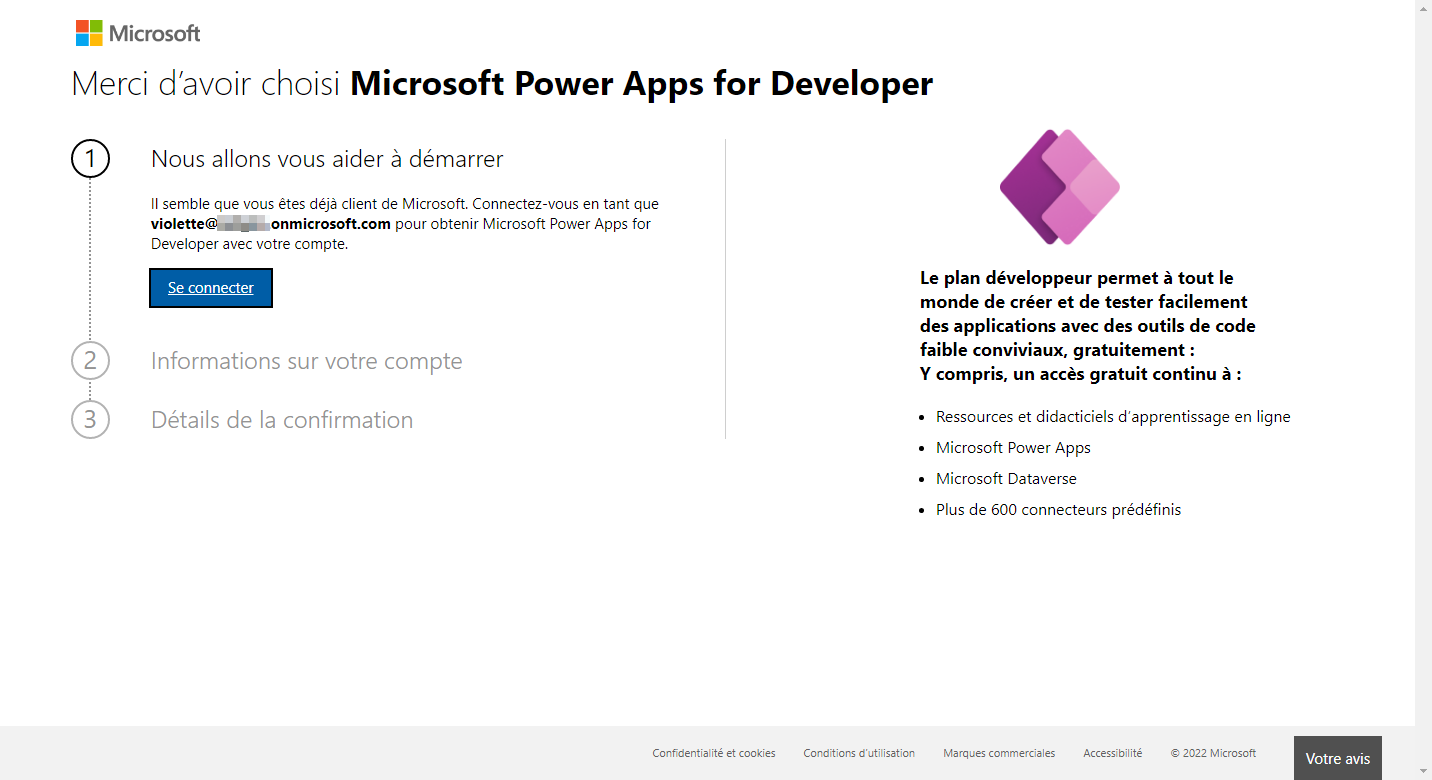 Microsoft
Merci d’avoir choisi Microsoft Power Apps for Developer
1
Nous allons vous aider à démarrer
Il semble que vous êtes déjà client de Microsoft. Connectez-vous en tant que
violette@ onmicrosoft.com pour obtenir Microsoft Power Apps for
Developer avec votre compte.
Se connecter
2
Informations sur votre compte
3
Détails de la confirmation
Le plan développeur permet à tout le
monde de créer et de tester facilement
des applications avec des outils de code
faible conviviaux, gratuitement :
Y compris, un accès gratuit continu à :
• Ressources et didacticiels d’apprentissage en ligne
• Microsoft Power Apps
• Microsoft Dataverse
• Plus de 600 connecteurs prédéfinis
Confidentialité et cookies Conditions d’utilisation Marques commerciales Accessibilité © 2022 Microsoft
Votre avis